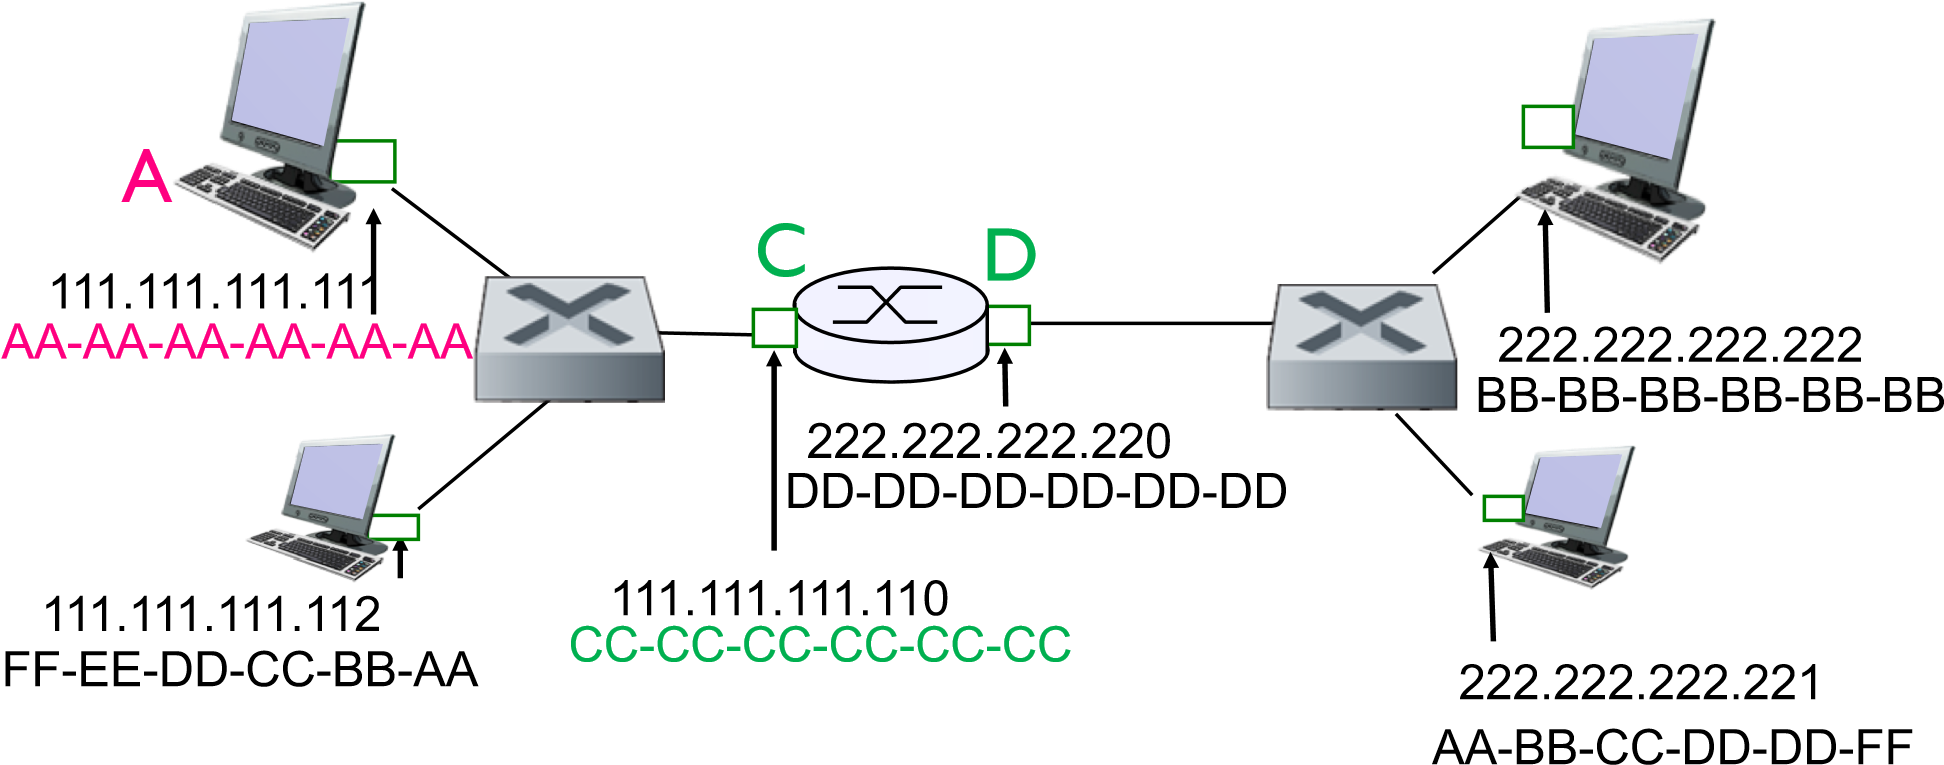 A
111.111.111.111
AA-AA-AA-AA-AA-AA
C
D
222.222.222.222
BB-BB-BB-BB-BB-BB
222.222.222.220
DD-DD-DD-DD-DD-DD
111.111.111.112
FF-EE-DD-CC-BB-AA
111.111.111.110
CC-CC-CC-CC-CC-CC
222.222.222.221
AA-BB-CC-DD-DD-FF